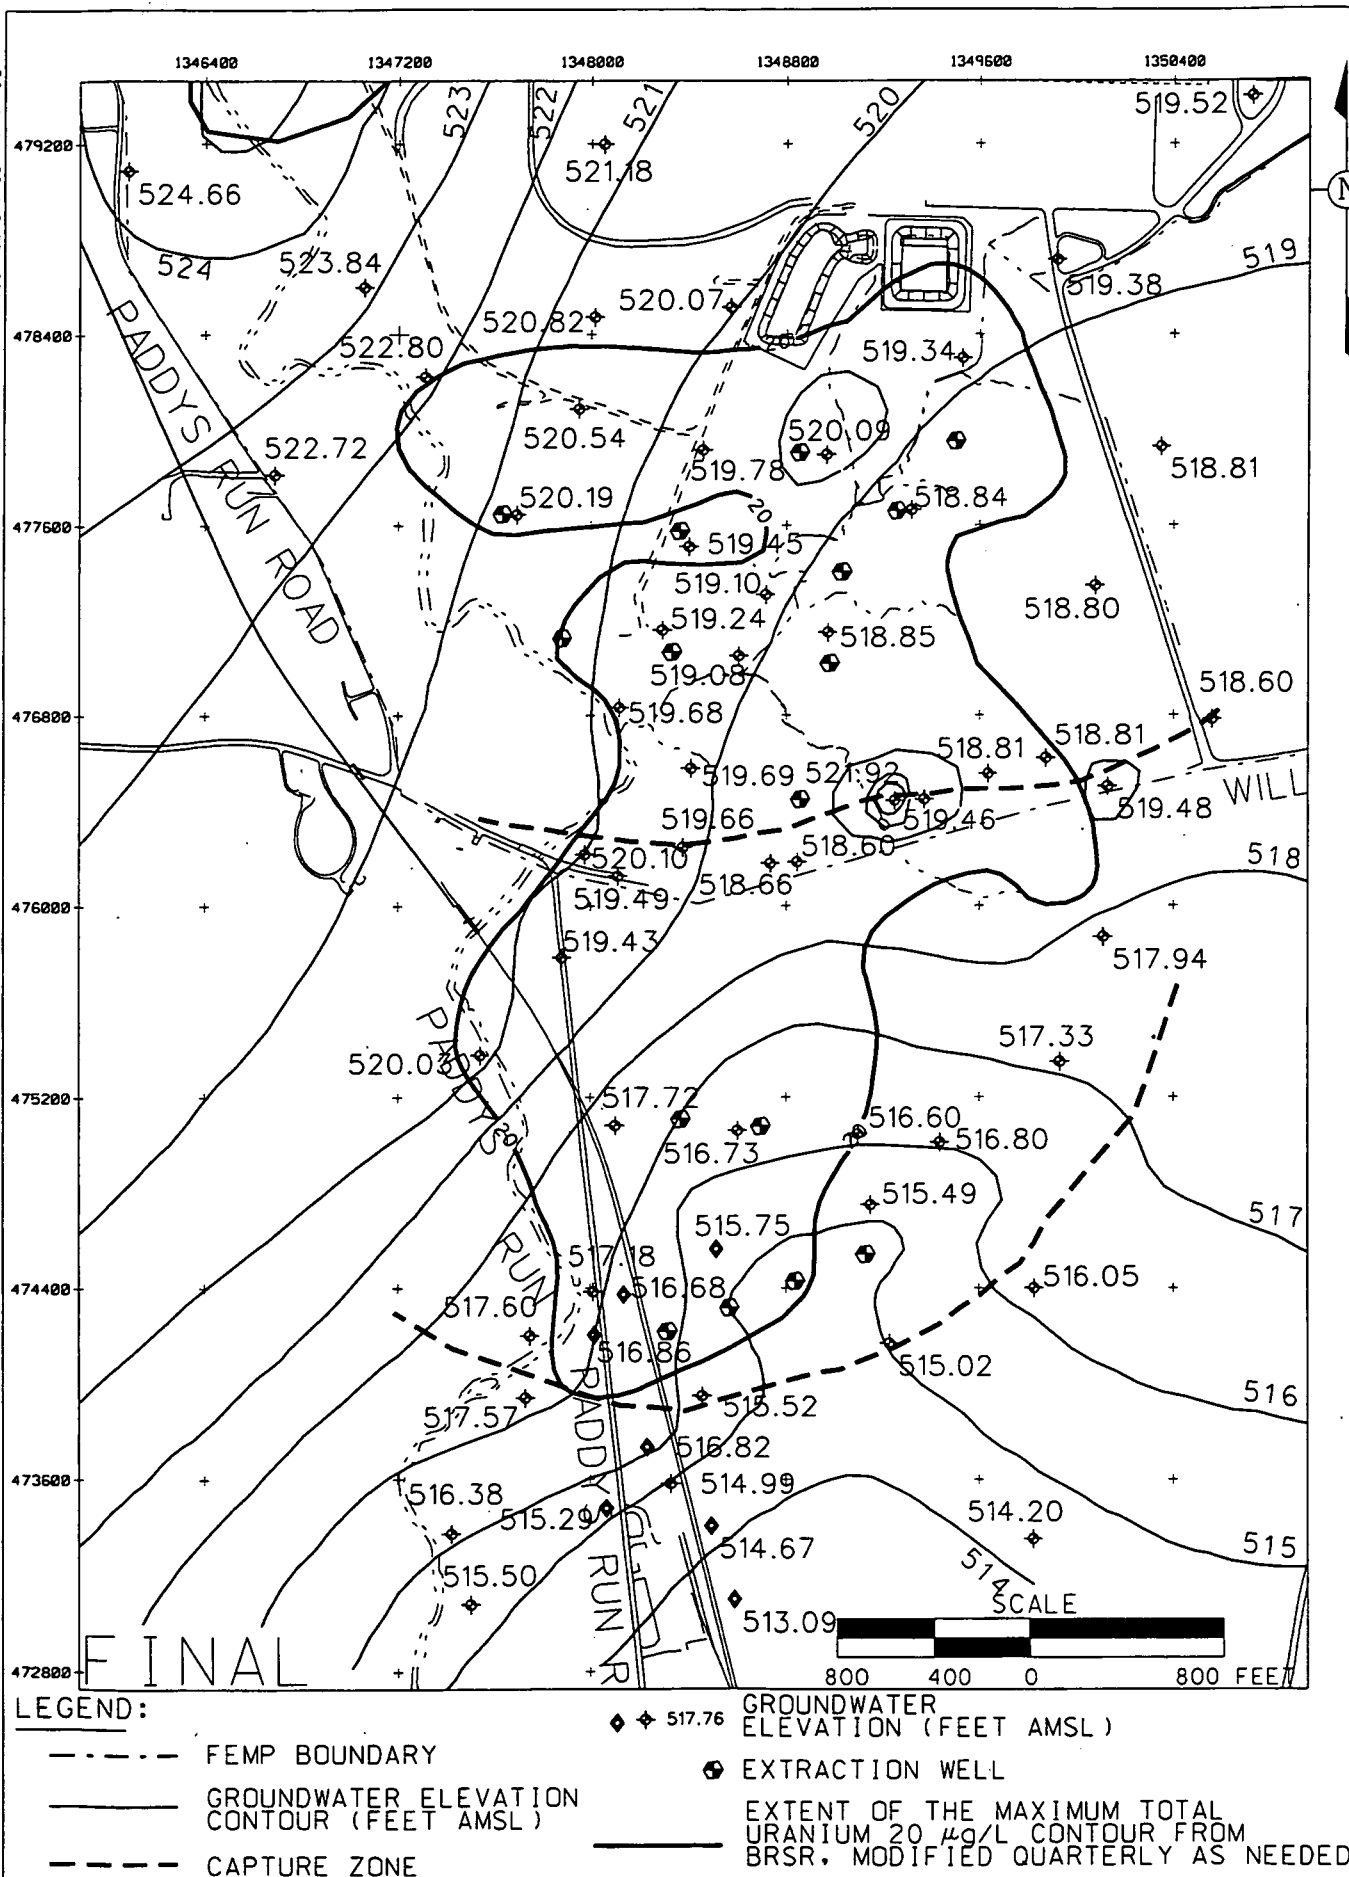 1346400 1347200 1348000 1348800 1349600 1350400
519.52
523 522 521 520
479200
521.18
524.66
524 523.84 519
519.38
520.07
520.82
478400
522.80 519.34
20
PADDYS RUN ROAD
520.54 520.09
522.72 519.78 518.81
520.19 20 518.84
477600
519.45
519.10 518.80
519.24 518.85
519.08
518.60
476800
519.68
518.81 518.81
519.69 521.92
WILL
519.66 519.46 519.48
520.10 518.60
518.66 518
519.49
476000
519.43 517.94
PADDYS RUN
517.33
520.03
475200
517.72 516.60
20 516.73 516.80
515.49
515.75 517
517.18
474400
516.68 516.05
517.60
516.86 515.02
PADDYS RUN R
515.52 516
517.57
516.82
473600
516.38 514.99
515.29 514.20
514.67 515
514
515.50
513.09
SCALE
FINAL
472800
800 400 0 800 FEET
N
LEGEND:
517.76 GROUNDWATER
ELEVATION (FEET AMSL)
FEMP BOUNDARY
EXTRACTION WELL
GROUNDWATER ELEVATION
CONTOUR (FEET AMSL)
EXTENT OF THE MAXIMUM TOTAL
URANIUM 20 µg/L CONTOUR FROM
BRSR, MODIFIED QUARTERLY AS NEEDED
CAPTURE ZONE